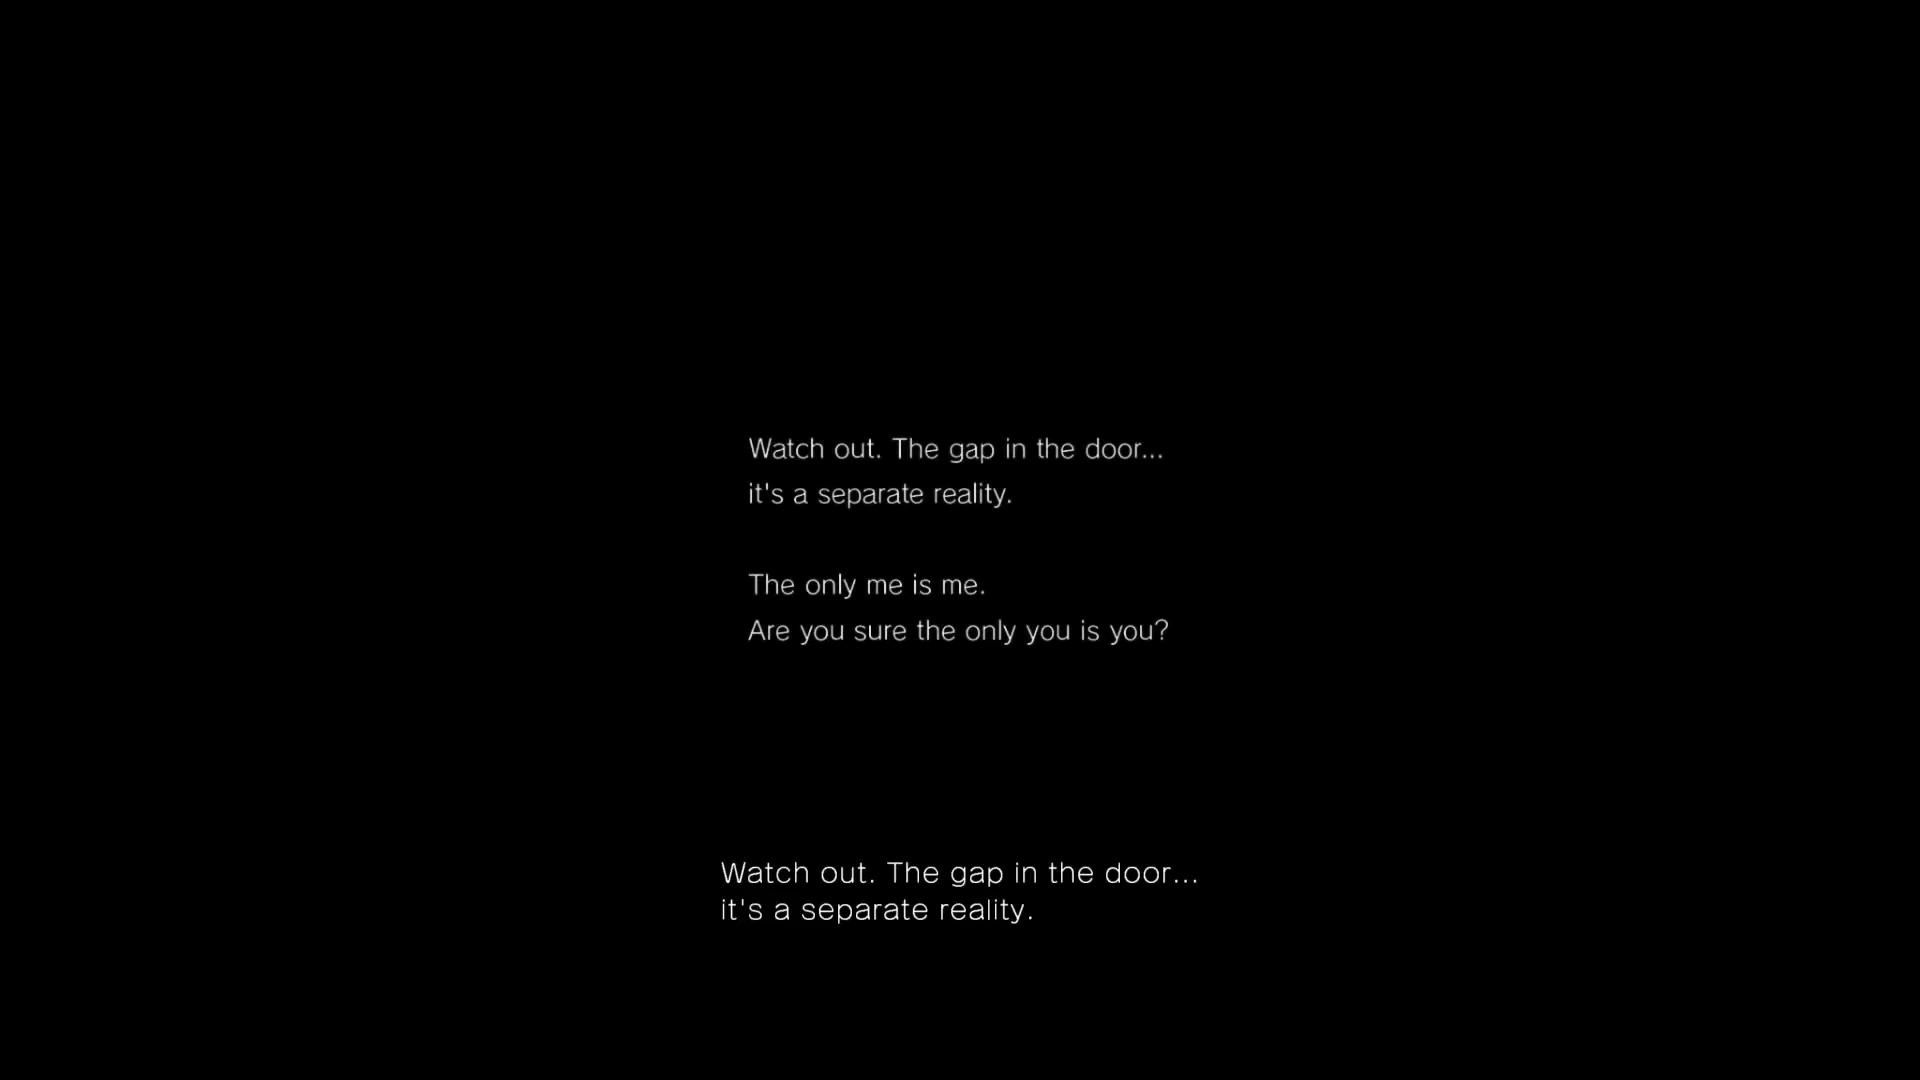 Watch out. The gap in the door...
it's a separate reality.
The only me is me.
Are you sure the only you is you?
Watch out. The gap in the door...
it's a separate reality.